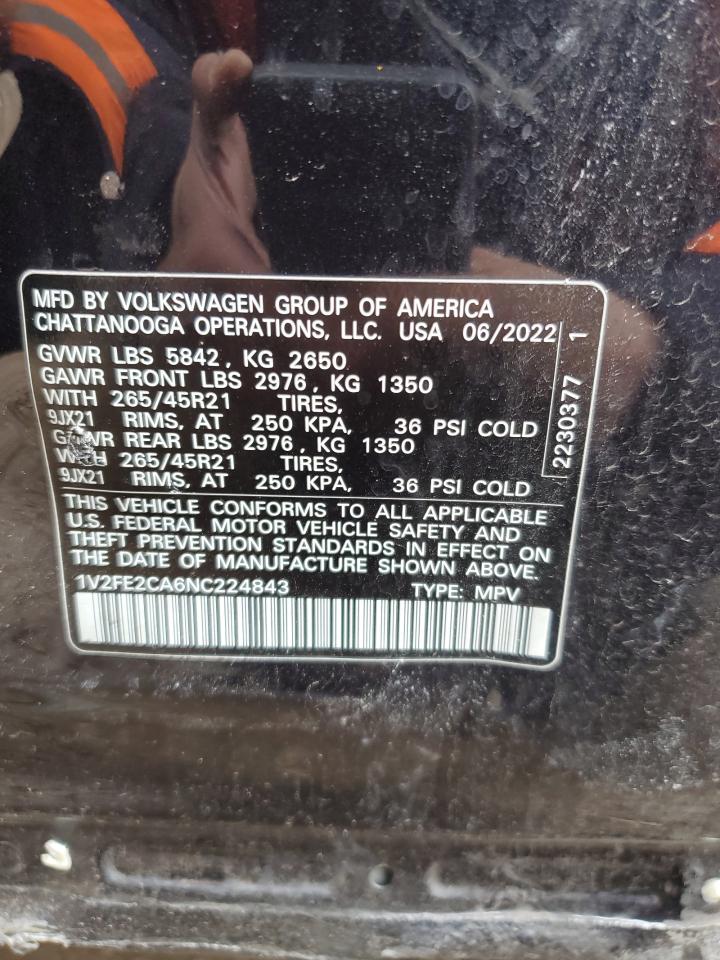 MFD BY VOLKSWAGEN GROUP OF AMERICA
CHATTANOOGA OPERATIONS, LLC. USA 06/2022
GVWR LBS 5842, KG 2650
GAWR FRONT LBS 2976, KG 1350
WITH 265/45R21 TIRES,
9JX21 RIMS, AT 250 KPA, 36 PSI COLD
GAWR REAR LBS 2976, KG 1350
WITH 265/45R21 TIRES,
9JX21 RIMS, AT 250 KPA, 36 PSI COLD
2230377 1
THIS VEHICLE CONFORMS TO ALL APPLICABLE
U.S. FEDERAL MOTOR VEHICLE SAFETY AND
THEFT PREVENTION STANDARDS IN EFFECT ON
THE DATE OF MANUFACTURE SHOWN ABOVE.
1V2FE2CA6NC224843 TYPE: MPV